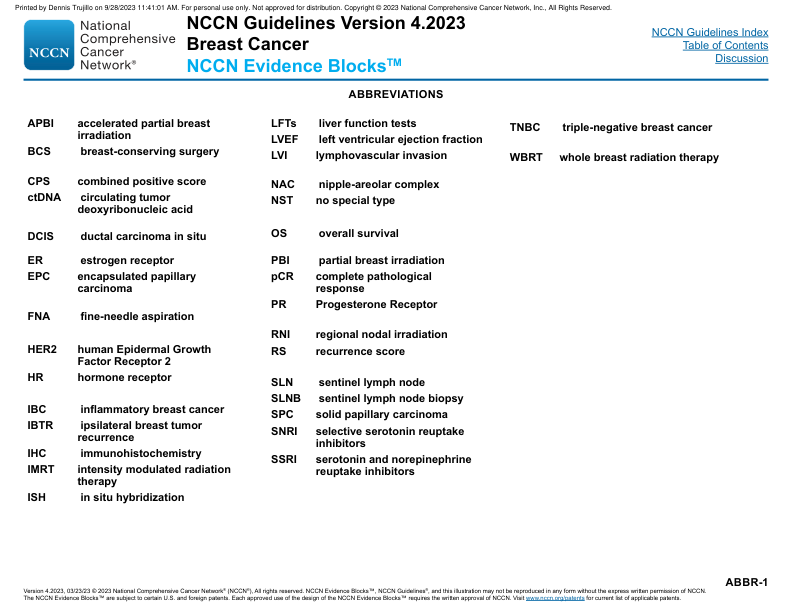 Printed by Dennis Trujillo on 9/28/2023 11:41:01 AM. For personal use only. Not approved for distribution. Copyright © 2023 National Comprehensive Cancer Network, Inc., All Rights Reserved.
NCCN
National
Comprehensive
Cancer
Network®
NCCN Guidelines Version 4.2023
Breast Cancer
NCCN Evidence Blocks™
NCCN Guidelines Index
Table of Contents
Discussion
ABBREVIATIONS
APBI accelerated partial breast
irradiation
BCS breast-conserving surgery
CPS combined positive score
ctDNA circulating tumor
deoxyribonucleic acid
DCIS ductal carcinoma in situ
ER estrogen receptor
EPC encapsulated papillary
carcinoma
FNA fine-needle aspiration
HER2 human Epidermal Growth
Factor Receptor 2
HR hormone receptor
IBC inflammatory breast cancer
IBTR ipsilateral breast tumor
recurrence
IHC immunohistochemistry
IMRT intensity modulated radiation
therapy
ISH in situ hybridization
LFTs liver function tests
LVEF left ventricular ejection fraction
LVI lymphovascular invasion
NAC nipple-areolar complex
NST no special type
OS overall survival
PBI partial breast irradiation
pCR complete pathological
response
PR Progesterone Receptor
RNI regional nodal irradiation
RS recurrence score
SLN sentinel lymph node
SLNB sentinel lymph node biopsy
SPC solid papillary carcinoma
SNRI selective serotonin reuptake
inhibitors
SSRI serotonin and norepinephrine
reuptake inhibitors
TNBC triple-negative breast cancer
WBRT whole breast radiation therapy
ABBR-1
Version 4.2023, 03/23/23 © 2023 National Comprehensive Cancer Network® (NCCN®), All rights reserved. NCCN Evidence Blocks™, NCCN Guidelines®, and this illustration may not be reproduced in any form without the express written permission of NCCN.
The NCCN Evidence Blocks™ are subject to certain U.S. and foreign patents. Each approved use of the design of the NCCN Evidence Blocks™ requires the written approval of NCCN. Visit www.nccn.org/patents for current list of applicable patents.